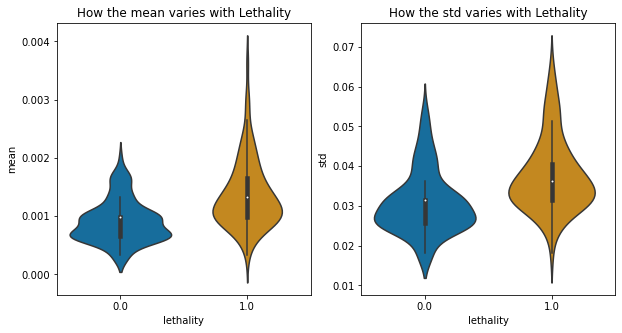 How the mean varies with Lethality
0.004
0.003
0.002
0.001
0.000
mean
0.0
1.0
lethality
How the std varies with Lethality
0.07
0.06
0.05
0.04
0.03
0.02
0.01
std
0.0
1.0
lethality